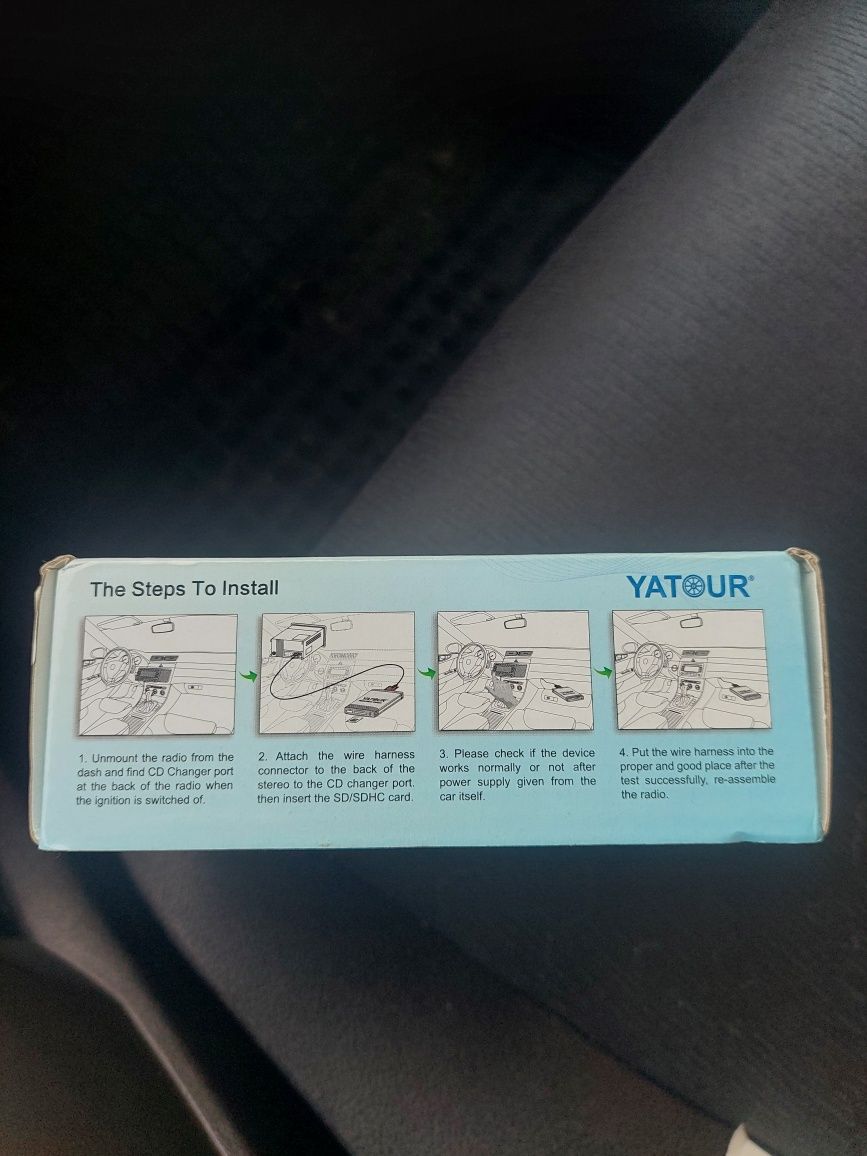 The Steps To Install
YATOUR®
YATOUR
1. Unmount the radio from the
dash and find CD Changer port
at the back of the radio when
the ignition is switched of.
2. Attach the wire harness
connector to the back of the
stereo to the CD changer port.
then insert the SD/SDHC card.
3. Please check if the device
works normally or not after
power supply given from the
car itself.
4. Put the wire harness into the
proper and good place after the
test successfully, re-assemble
the radio.